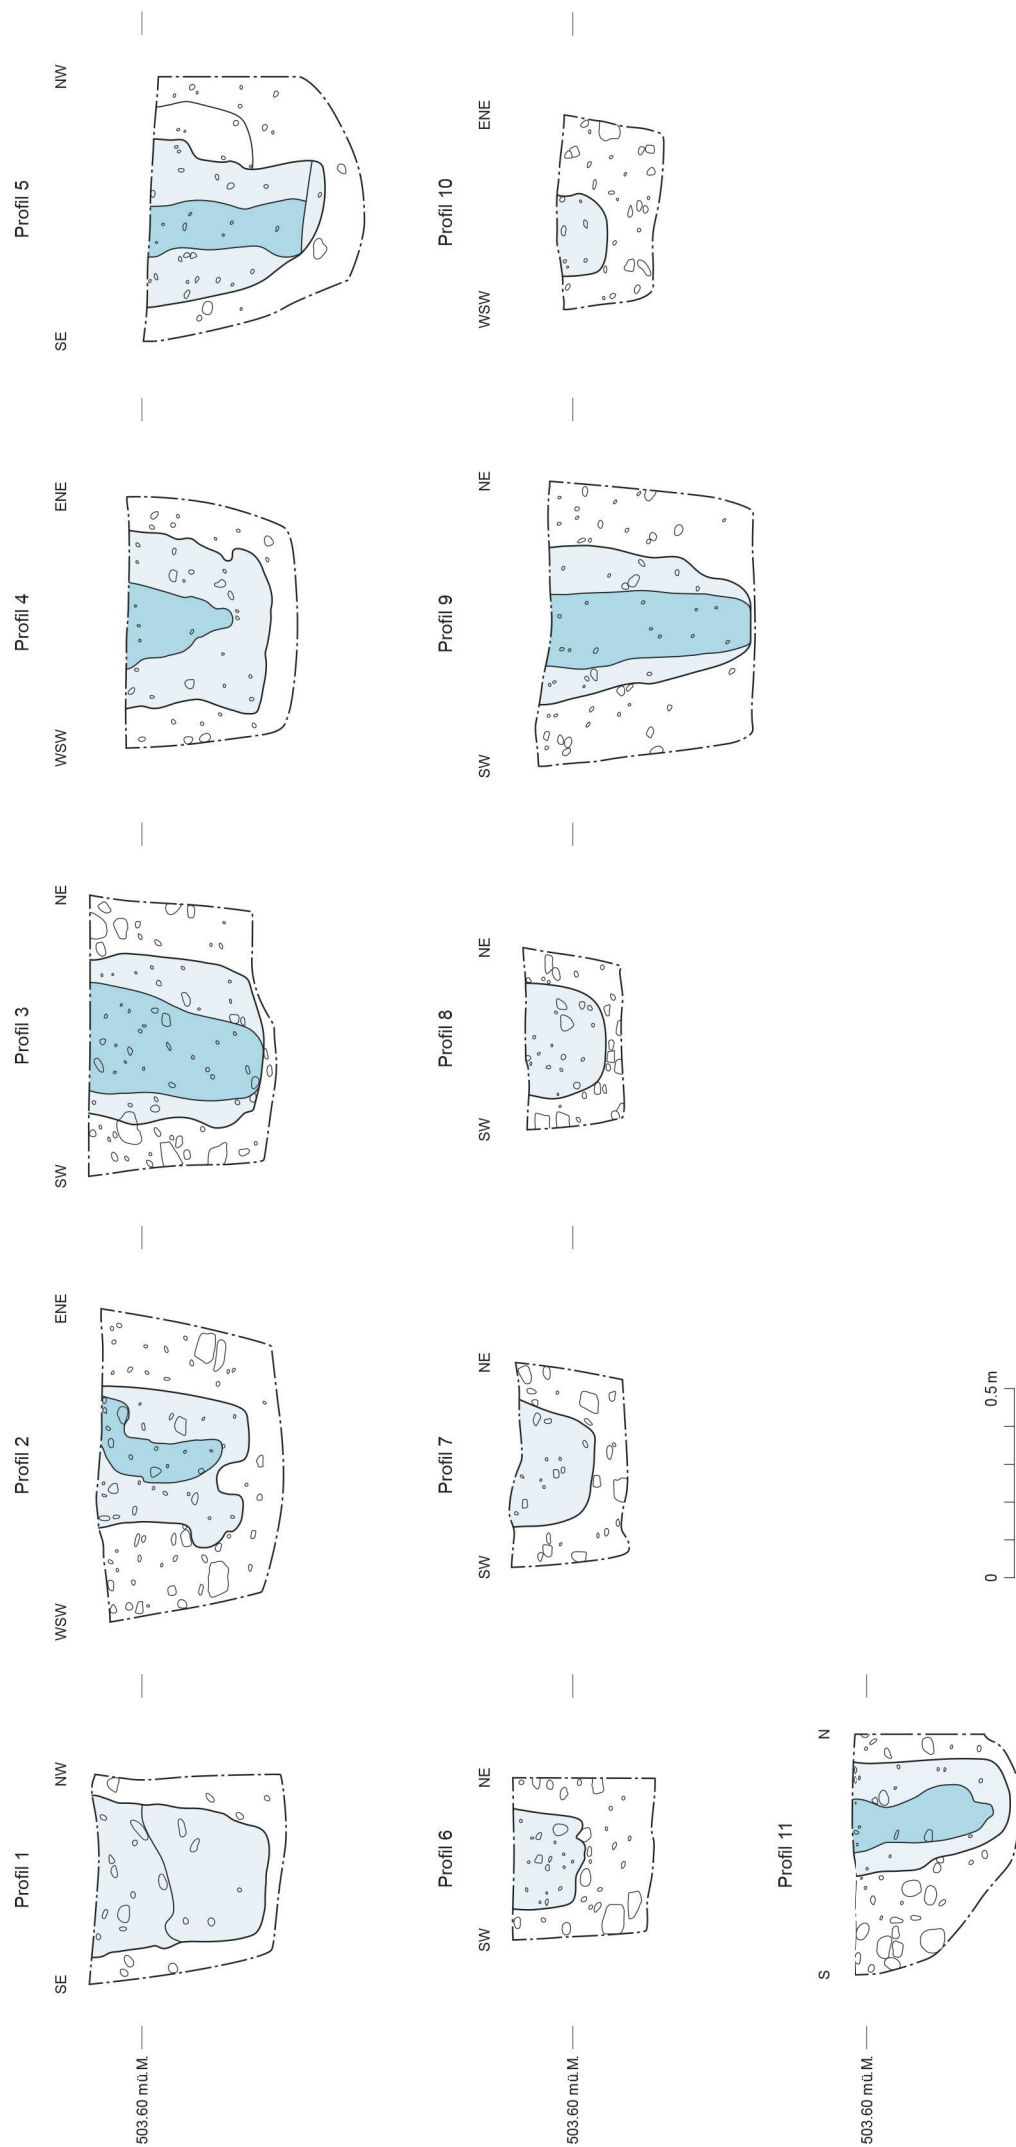 Profil 1
SE NW
Profil 2
WSW ENE
Profil 3
SW NE
Profil 4
WSW ENE
Profil 5
SE NW
503.60 mü.M.
Profil 6
SW NE
Profil 7
SW NE
Profil 8
SW NE
Profil 9
SW NE
Profil 10
WSW ENE
503.60 mü.M.
Profil 11
S N
503.60 mü.M.
0 0.5 m